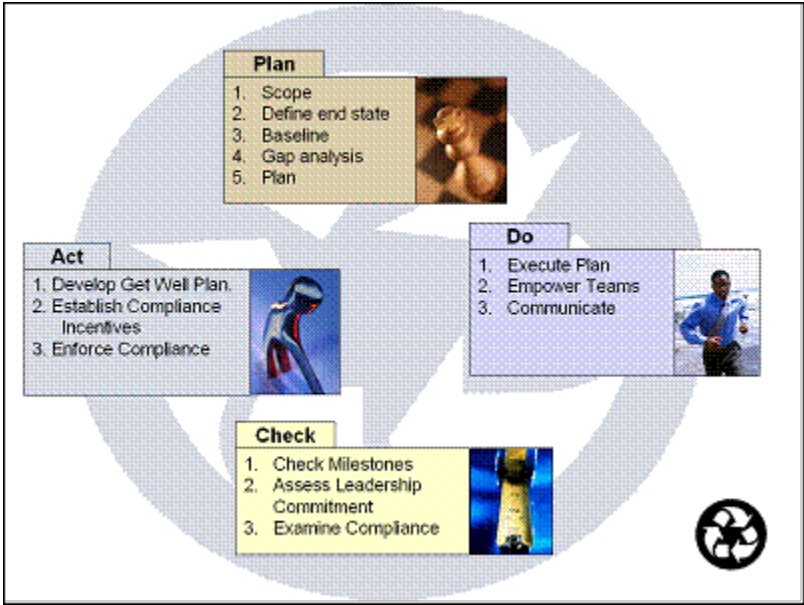 Plan
1. Scope
2. Define end state
3. Baseline
4. Gap analysis
5. Plan
Do
1. Execute Plan
2. Empower Teams
3. Communicate
Act
1. Develop Get Well Plan.
2. Establish Compliance
Incentives
3. Enforce Compliance
Check
1. Check Milestones
2. Assess Leadership
Commitment
3. Examine Compliance